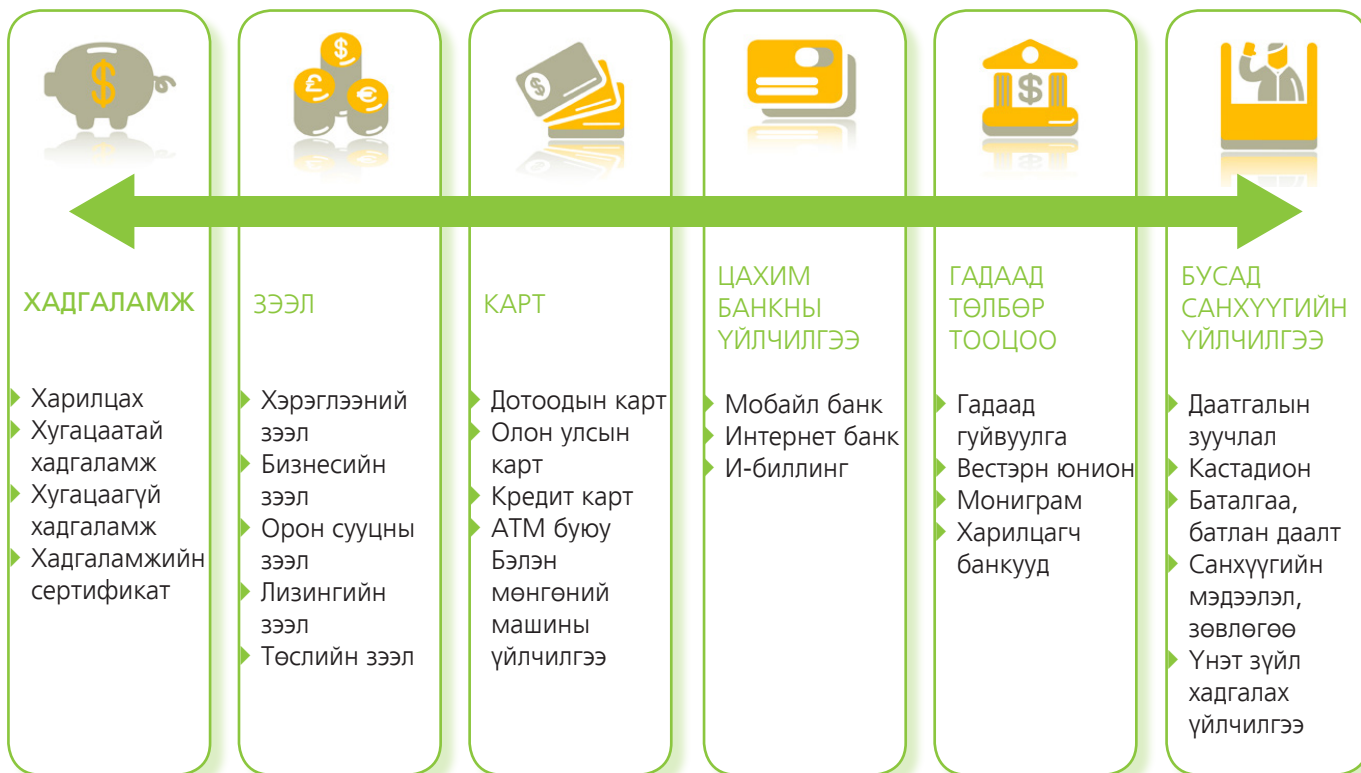 ХАДГАЛАМЖ
Харилцах
Хугацаатай
хадгаламж
Хугацаагүй
хадгаламж
Хадгаламжийн
сертификат
ЗЭЭЛ
Хэрэглээний
зээл
Бизнесийн
зээл
Орон сууцны
зээл
Лизингийн
зээл
Төслийн зээл
КАРТ
Дотоодын карт
Олон улсын
карт
Кредит карт
АТМ буюу
Бэлэн
мөнгөний
машины
үйлчилгээ
ЦАХИМ
БАНКНЫ
ҮЙЛЧИЛГЭЭ
Мобайл банк
Интернет банк
И-биллинг
ГАДААД
ТӨЛБӨР
ТООЦОО
Гадаад
гуйвуулга
Вестэрн юнион
Мониграм
Харилцагч
банкууд
БУСАД
САНХҮҮГИЙН
ҮЙЛЧИЛГЭЭ
Даатгалын
зуучлал
Кастадион
Баталгаа,
батлан даалт
Санхүүгийн
мэдээлэл,
зөвлөгөө
Үнэт зүйл
хадгалах
үйлчилгээ